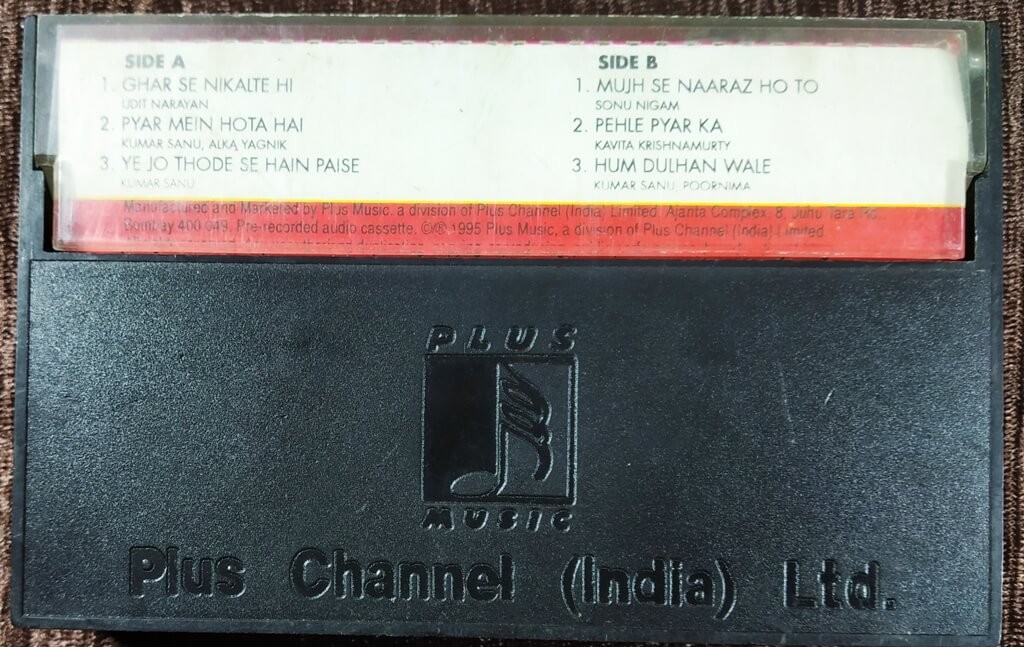 SIDE A
1. GHAR SE NIKALTE HI
UDIT NARAYAN
2. PYAR MEIN HOTA HAI
KUMAR SANU, ALKA YAGNIK
3. YE JO THODE SE HAIN PAISE
KUMAR SANU
SIDE B
1. MUJH SE NAARAZ HO TO
SONU NIGAM
2. PEHLE PYAR KA
KAVITA KRISHNAMURTY
3. HUM DULHAN WALE
KUMAR SANU, POORNIMA
Manufactured and Marketed by Plus Music, a division of Plus Channel (India) Limited, Ajanta Complex, 8, Juhu Tara Rd.
Bombay 400 049. Pre-recorded audio cassette. ©/℗ 1995 Plus Music, a division of Plus Channel (India) Limited
PLUS
MUSIC
Plus Channel (India) Ltd.